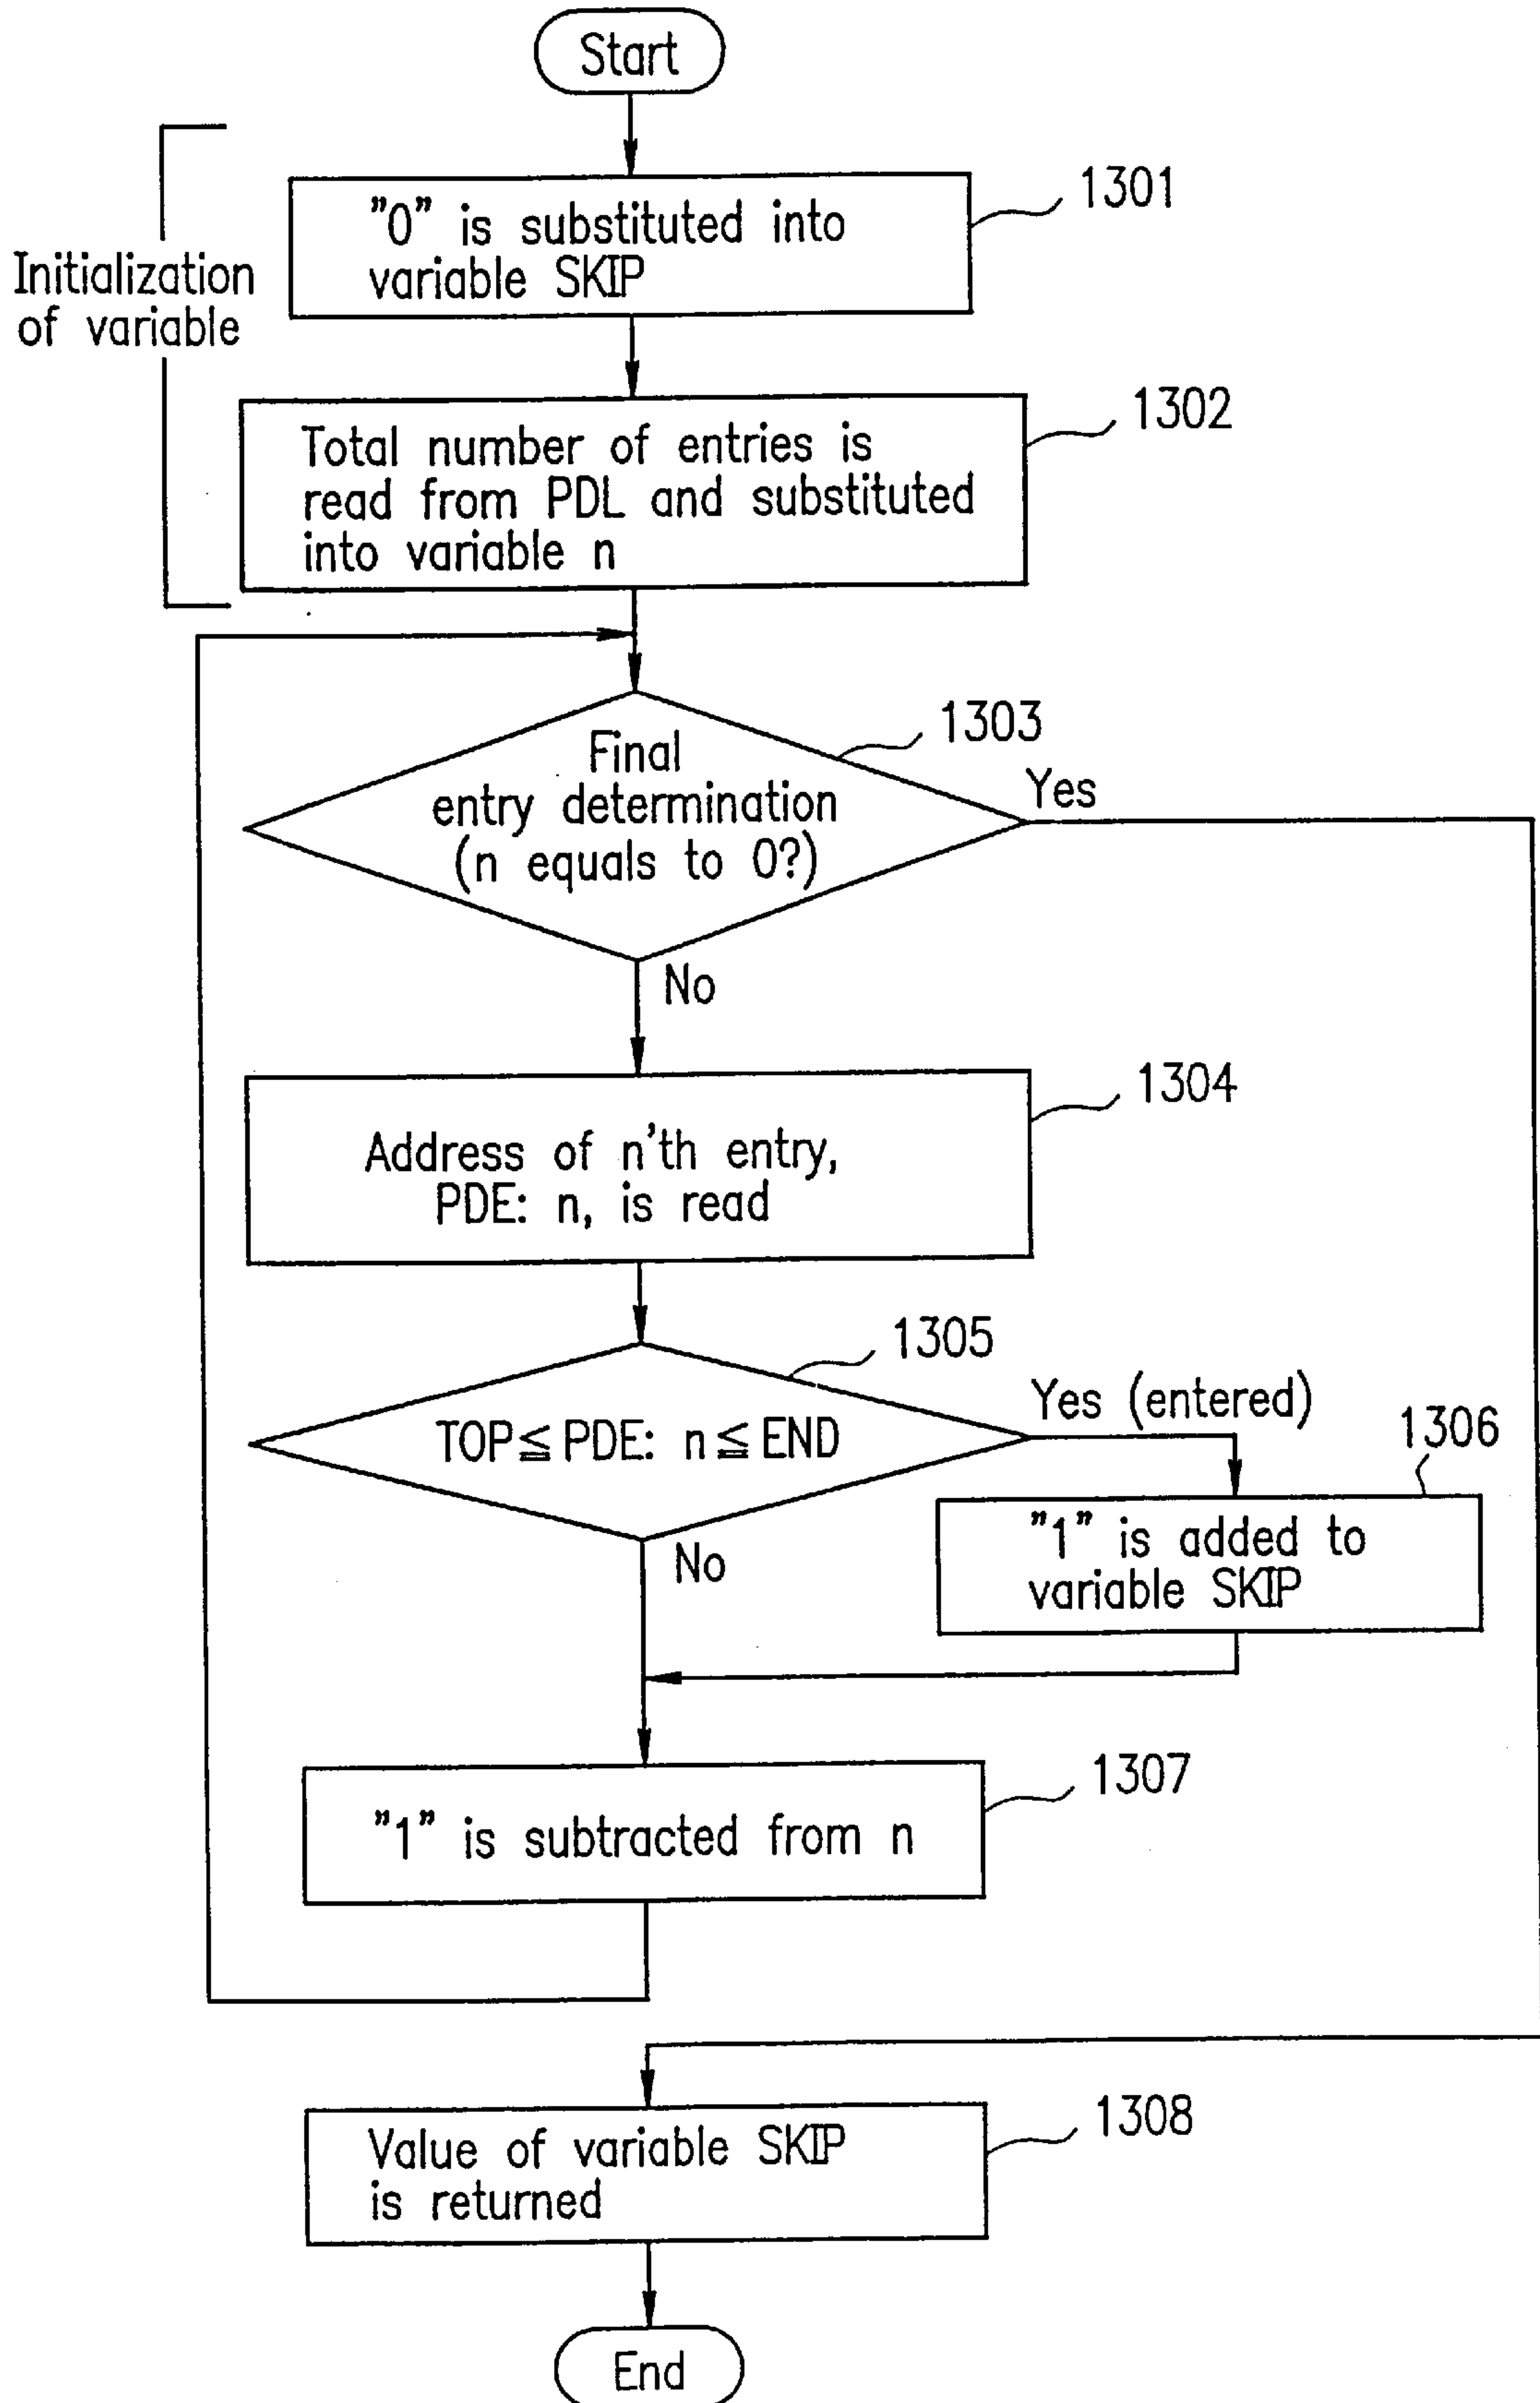 Start
1301
"0" is substituted into
variable SKIP
Initialization
of variable
1302
Total number of entries is
read from PDL and substituted
into variable n
1303
Final
entry determination
(n equals to 0?)
Yes
No
1304
Address of n'th entry,
PDE: n, is read
1305
TOP≦PDE: n≦END
Yes (entered)
1306
"1" is added to
variable SKIP
No
1307
"1" is subtracted from n
1308
Value of variable SKIP
is returned
End